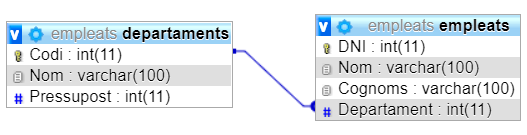 empleats departaments
Codi : int(11)
Nom : varchar(100)
# Pressupost : int(11)
empleats empleats
DNI : int(11)
Nom : varchar(100)
Cognoms : varchar(100)
# Departament : int(11)